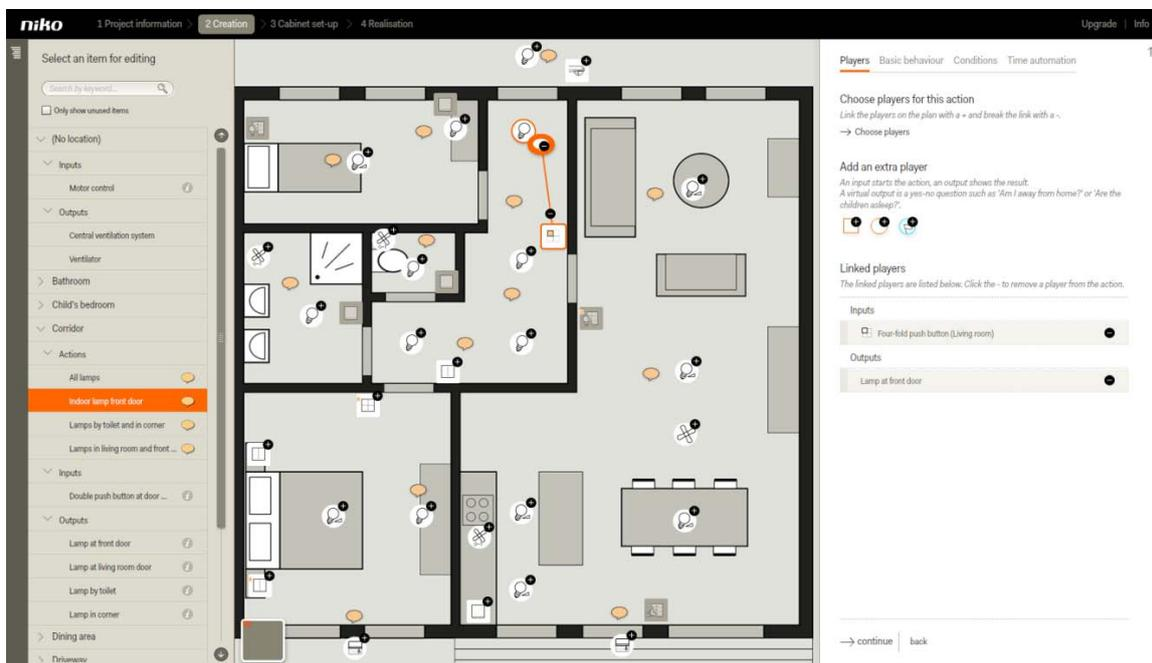 niko
1 Project information
2 Creation
3 Cabinet set-up
4 Realisation
Upgrade
Info
Select an item for editing
Search by keyword...
Only show unused items
(No location)
Inputs
Motor control
Outputs
Central ventilation system
Ventilator
Bathroom
Child's bedroom
Corridor
Actions
All lamps
Indoor lamp front door
Lamps by toilet and in corner
Lamps in living room and front ...
Inputs
Double push button at door ...
Outputs
Lamp at front door
Lamp at living room door
Lamp by toilet
Lamp in corner
Dining area
Driveway
Players Basic behaviour Conditions Time automation
1
Choose players for this action
Link the players on the plan with a + and break the link with a -.
→ Choose players
Add an extra player
An input starts the action, an output shows the result.
A virtual output is a yes-no question such as 'Am I away from home?' or 'Are the
children asleep?'.
Linked players
The linked players are listed below. Click the - to remove a player from the action.
Inputs
Four-fold push button (Living room)
Outputs
Lamp at front door
→ continue
back